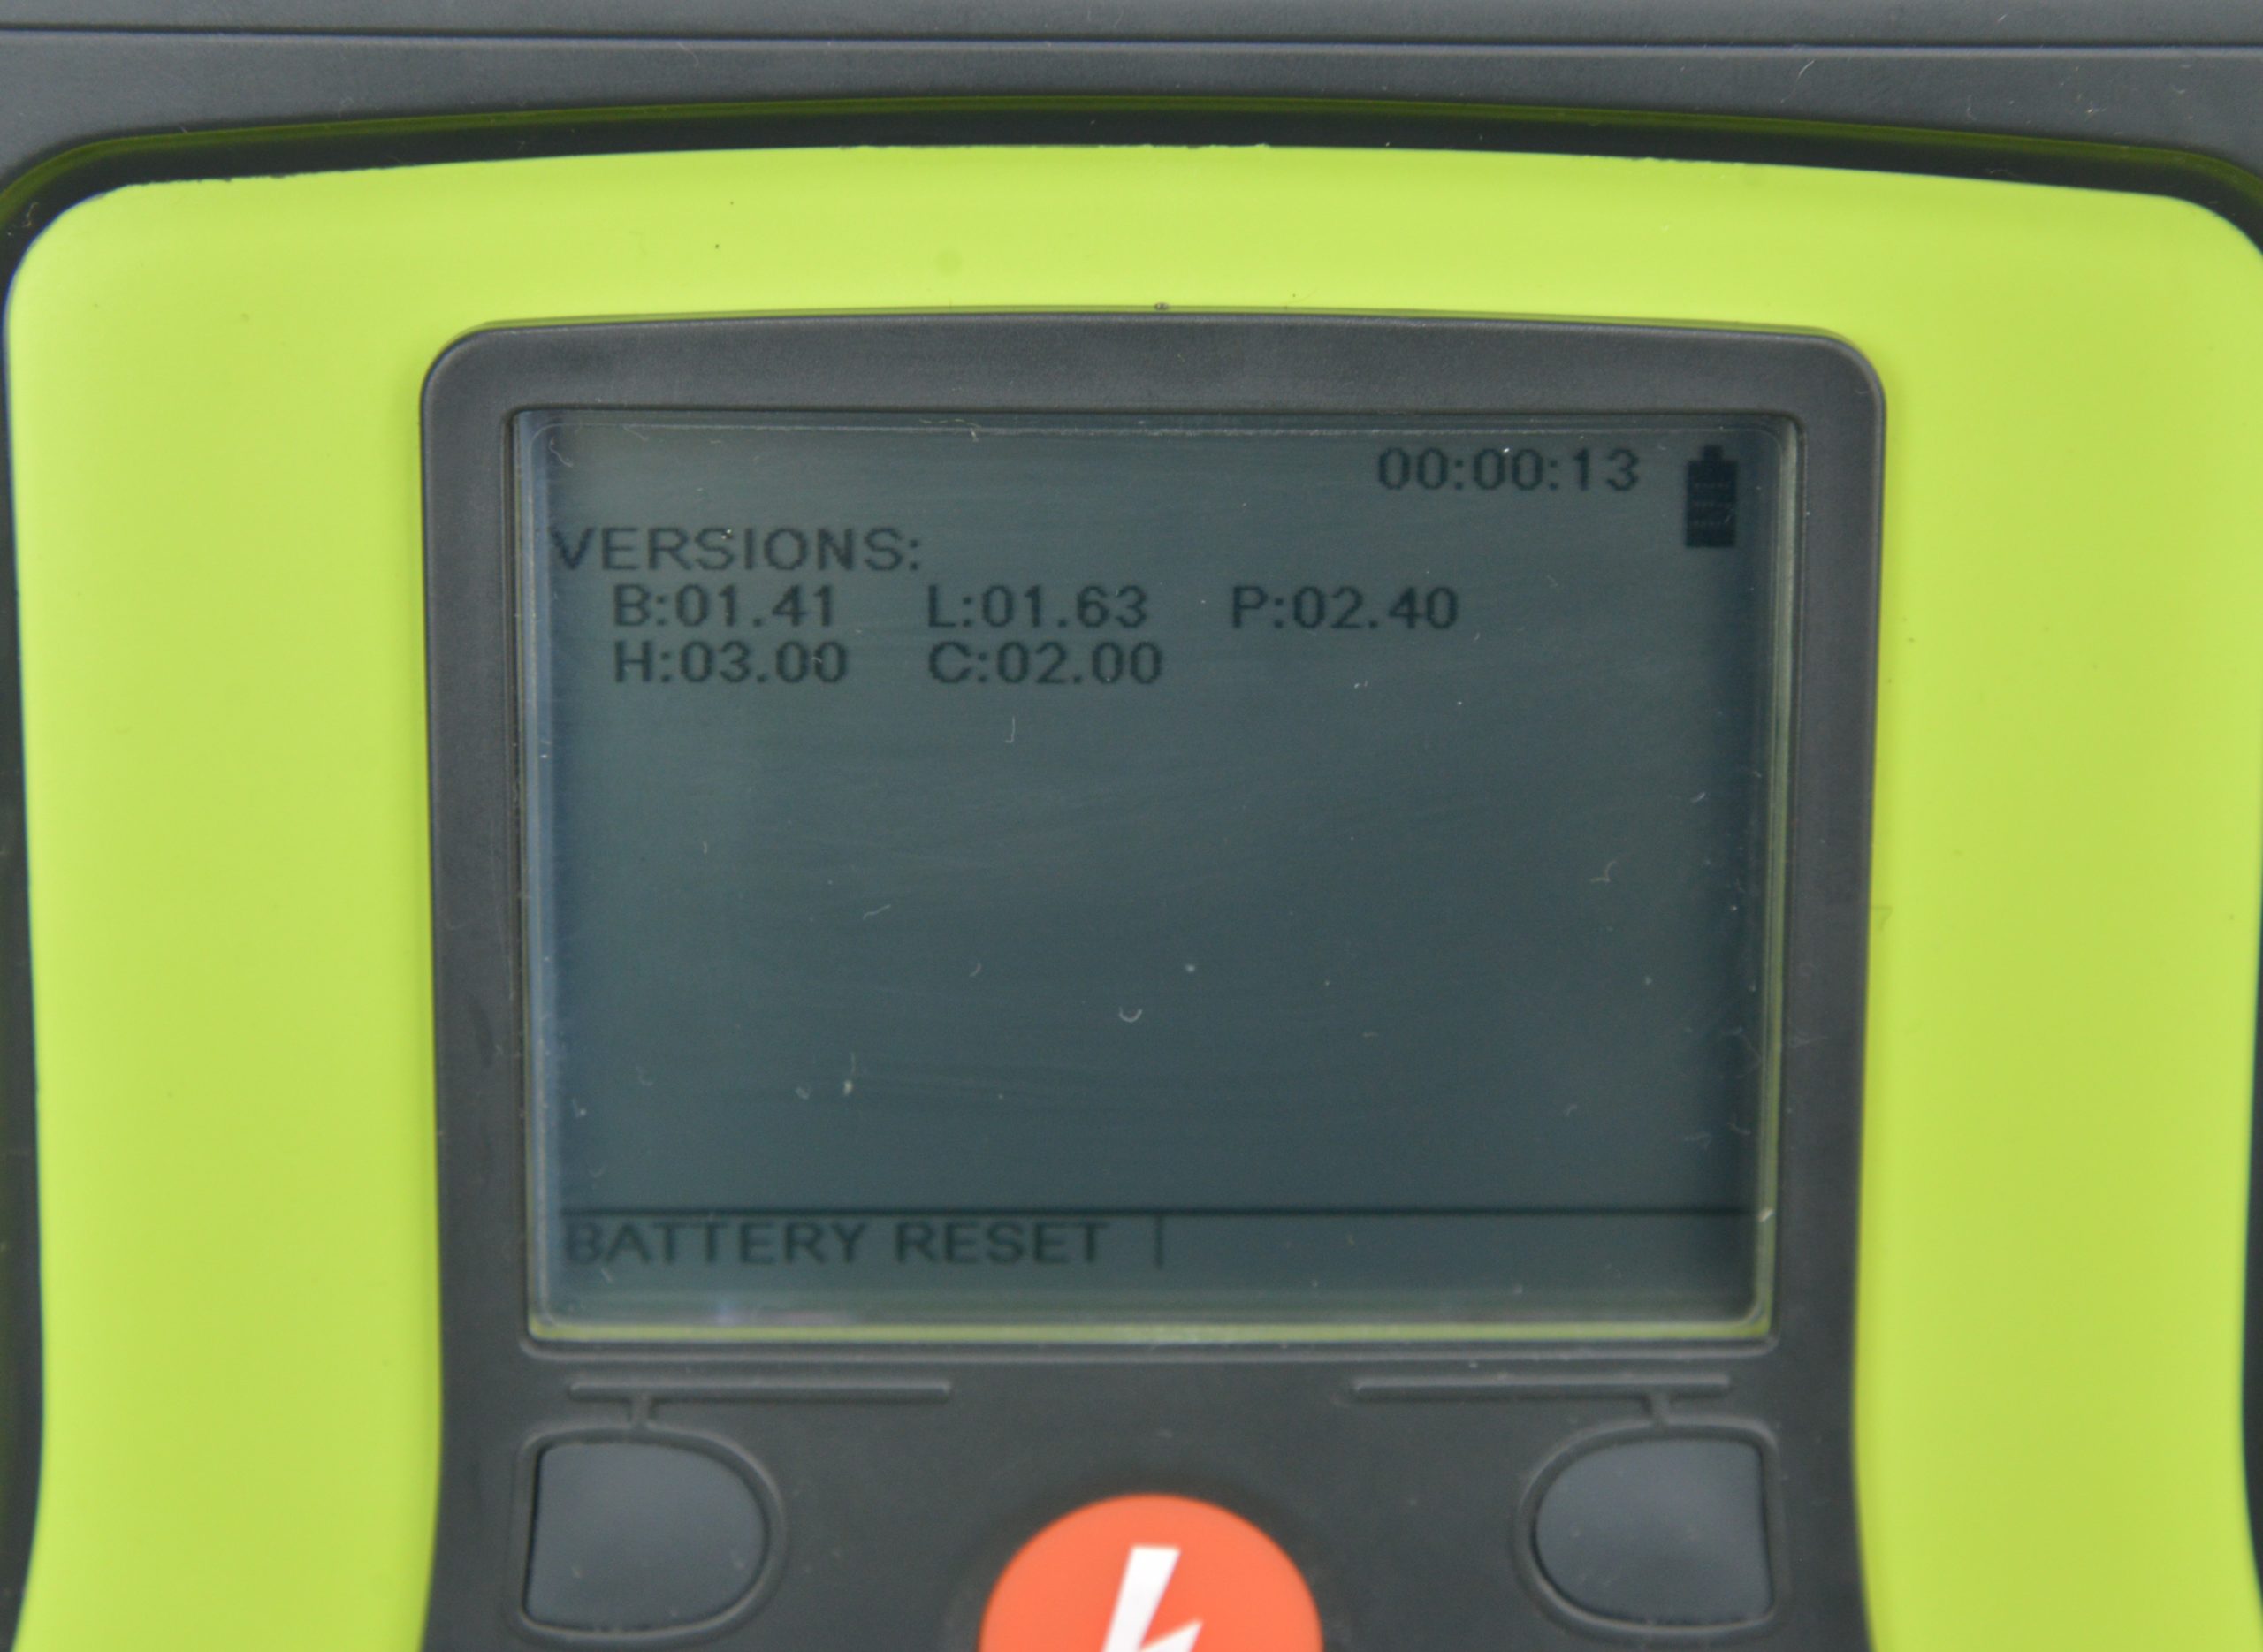 00:00:13
VERSIONS:
B:01.41 L:01.63 P:02.40
H:03.00 C:02.00
BATTERY RESET